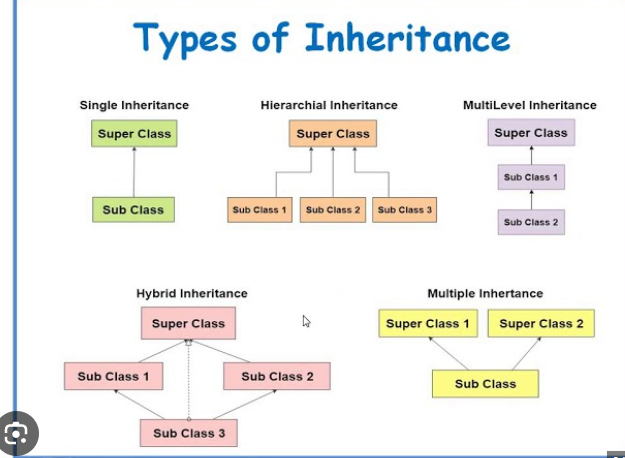 Types of Inheritance
Single Inheritance
Super Class
Sub Class
Hierarchial Inheritance
Super Class
Sub Class 1
Sub Class 2
Sub Class 3
MultiLevel Inheritance
Super Class
Sub Class 1
Sub Class 2
Hybrid Inheritance
Super Class
Sub Class 1
Sub Class 2
Sub Class 3
Multiple Inhertance
Super Class 1
Super Class 2
Sub Class